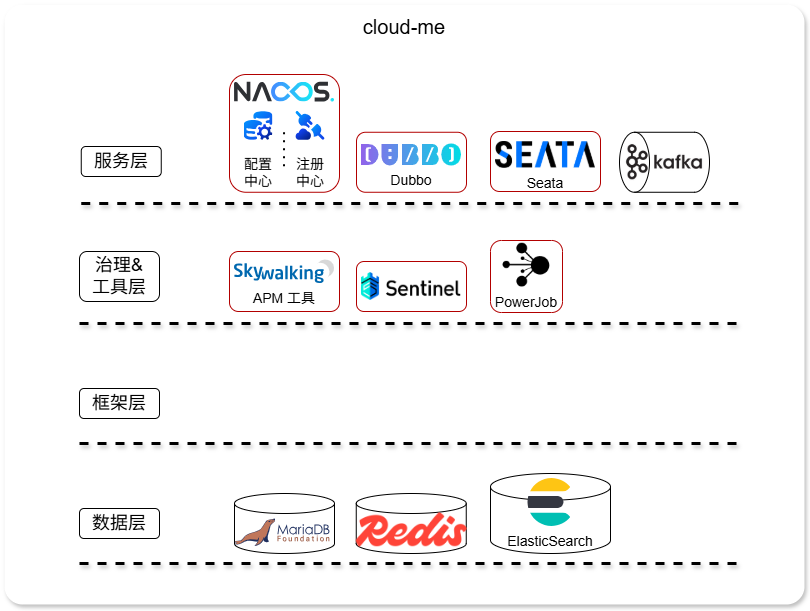 cloud-me
NACOS.
配置
中心
注册
中心
服务层
DUBBO
Dubbo
SEATA
Seata
kafka
治理&
工具层
Skywalking
APM 工具
Sentinel
PowerJob
框架层
数据层
MariaDB
Foundation
Redis
ElasticSearch